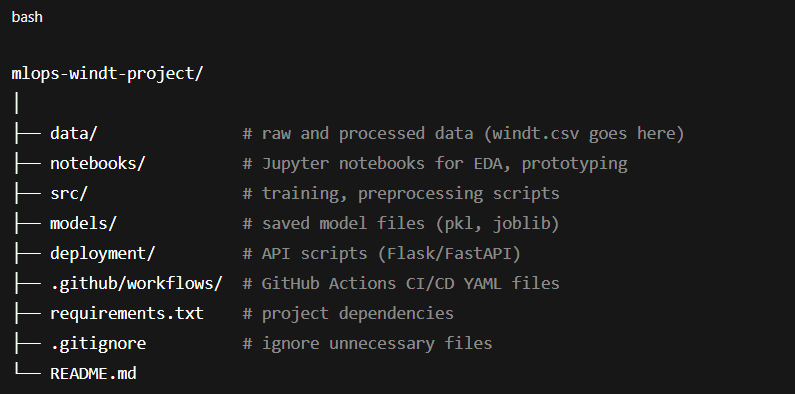 bash
mlops-windt-project/
│
├── data/               # raw and processed data (windt.csv goes here)
├── notebooks/          # Jupyter notebooks for EDA, prototyping
├── src/                # training, preprocessing scripts
├── models/             # saved model files (pkl, joblib)
├── deployment/         # API scripts (Flask/FastAPI)
├── .github/workflows/  # GitHub Actions CI/CD YAML files
├── requirements.txt    # project dependencies
├── .gitignore          # ignore unnecessary files
└── README.md